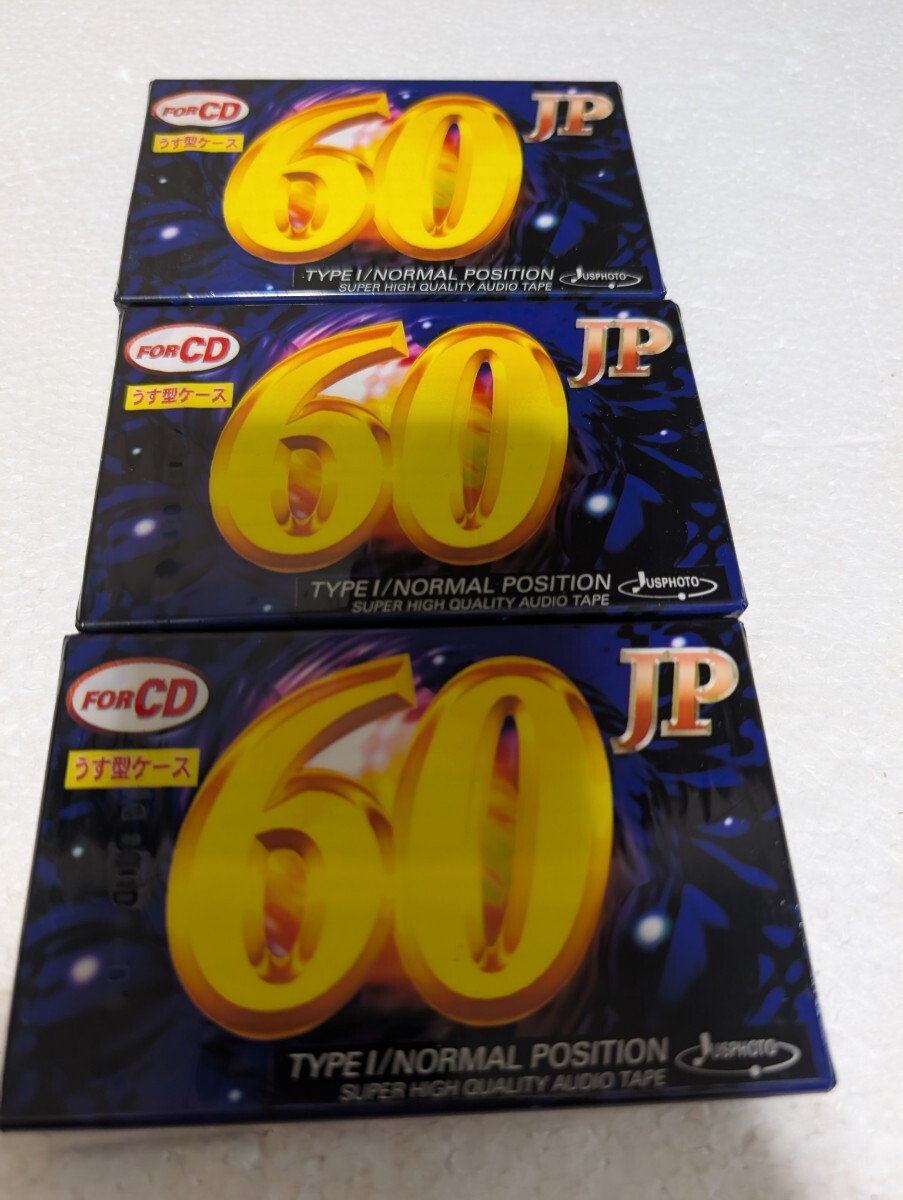 FOR CD
うす型ケース
60
JP
TYPE I/NORMAL POSITION
SUPER HIGH QUALITY AUDIO TAPE
JUSPHOTO
FOR CD
うす型ケース
60
JP
TYPE I/NORMAL POSITION
SUPER HIGH QUALITY AUDIO TAPE
JUSPHOTO
FOR CD
うす型ケース
60
JP
TYPE I/NORMAL POSITION
SUPER HIGH QUALITY AUDIO TAPE
JUSPHOTO